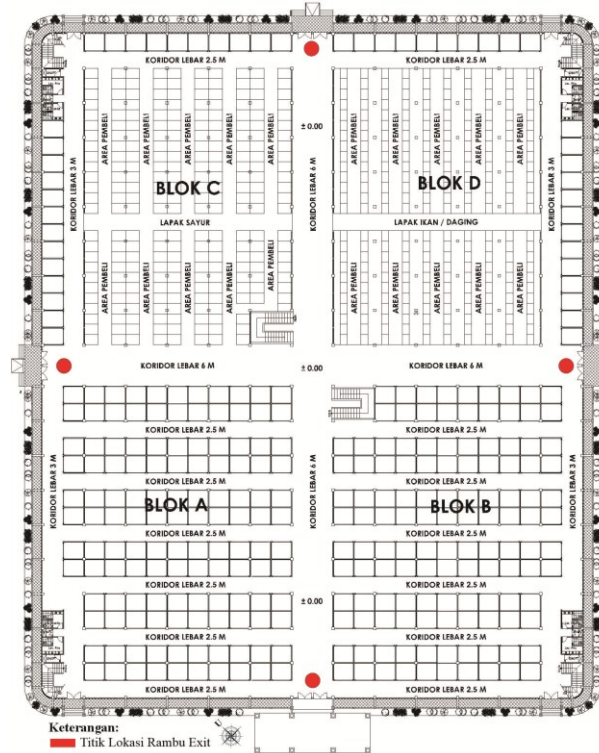 KORIDOR LEBAR 2.5 M
KORIDOR LEBAR 2.5 M
KORIDOR LEBAR 3 M
AREA PEMBELI
AREA PEMBELI
AREA PEMBELI
AREA PEMBELI
AREA PEMBELI
± 0.00
KORIDOR LEBAR 6 M
AREA PEMBELI
AREA PEMBELI
AREA PEMBELI
AREA PEMBELI
AREA PEMBELI
KORIDOR LEBAR 3 M
BLOK C
BLOK D
LAPAK SAYUR
LAPAK IKAN / DAGING
AREA PEMBELI
AREA PEMBELI
AREA PEMBELI
AREA PEMBELI
AREA PEMBELI
AREA PEMBELI
AREA PEMBELI
AREA PEMBELI
AREA PEMBELI
AREA PEMBELI
KORIDOR LEBAR 6 M
± 0.00
KORIDOR LEBAR 6 M
KORIDOR LEBAR 2.5 M
KORIDOR LEBAR 2.5 M
KORIDOR LEBAR 2.5 M
KORIDOR LEBAR 2.5 M
KORIDOR LEBAR 3 M
BLOK A
KORIDOR LEBAR 6 M
BLOK B
KORIDOR LEBAR 3 M
KORIDOR LEBAR 2.5 M
KORIDOR LEBAR 2.5 M
KORIDOR LEBAR 2.5 M
KORIDOR LEBAR 2.5 M
± 0.00
KORIDOR LEBAR 2.5 M
KORIDOR LEBAR 2.5 M
KORIDOR LEBAR 2.5 M
KORIDOR LEBAR 2.5 M
Keterangan:
Titik Lokasi Rambu Exit